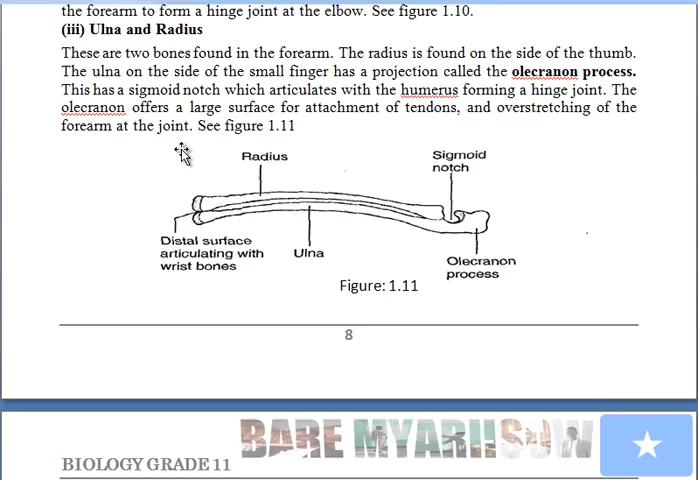 the forearm to form a hinge joint at the elbow. See figure 1.10.
(iii) Ulna and Radius
These are two bones found in the forearm. The radius is found on the side of the thumb.
The ulna on the side of the small finger has a projection called the olecranon process.
This has a sigmoid notch which articulates with the humerus forming a hinge joint. The
olecranon offers a large surface for attachment of tendons, and overstretching of the
forearm at the joint. See figure 1.11
Radius
Sigmoid
notch
Distal surface
articulating with
wrist bones
Ulna
Olecranon
process
Figure: 1.11
8
BARE MYARIISOW
BIOLOGY GRADE 11